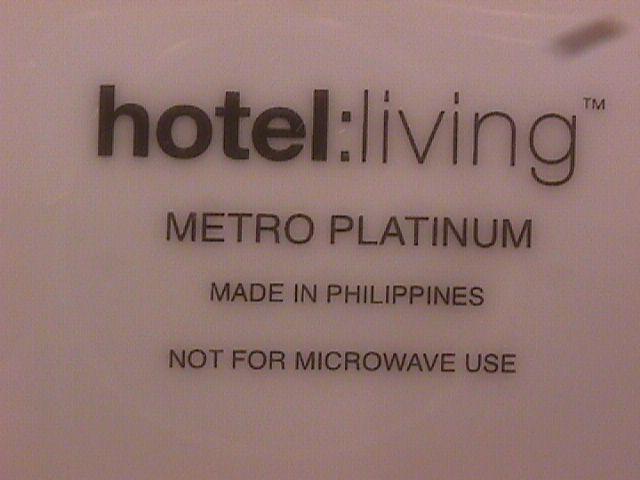 hotel:living™
METRO PLATINUM
MADE IN PHILIPPINES
NOT FOR MICROWAVE USE